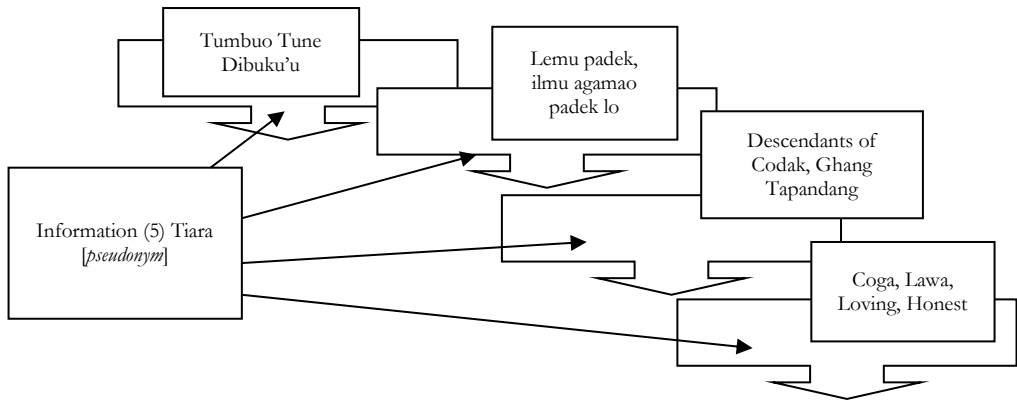 Tumbuo Tune
Dibuku'u
Lemu padek,
ilmu agamao
padek lo
Descendants of
Codak, Ghang
Tapandang
Information (5) Tiara
[pseudonym]
Coga, Lawa,
Loving, Honest